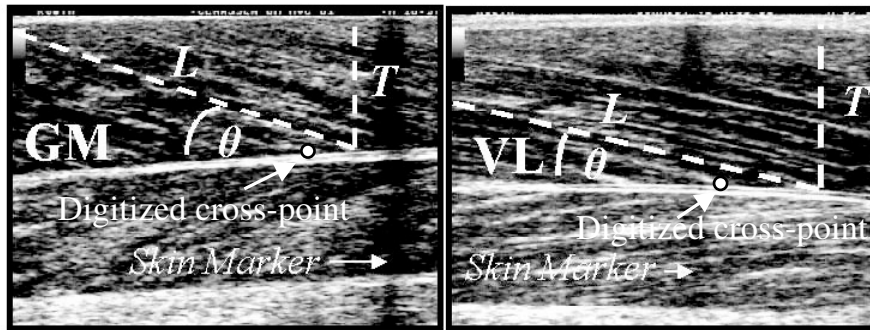 L
T
GM
θ
Digitized cross-point
Skin Marker
L
T
VL
θ
Digitized cross-point
Skin Marker